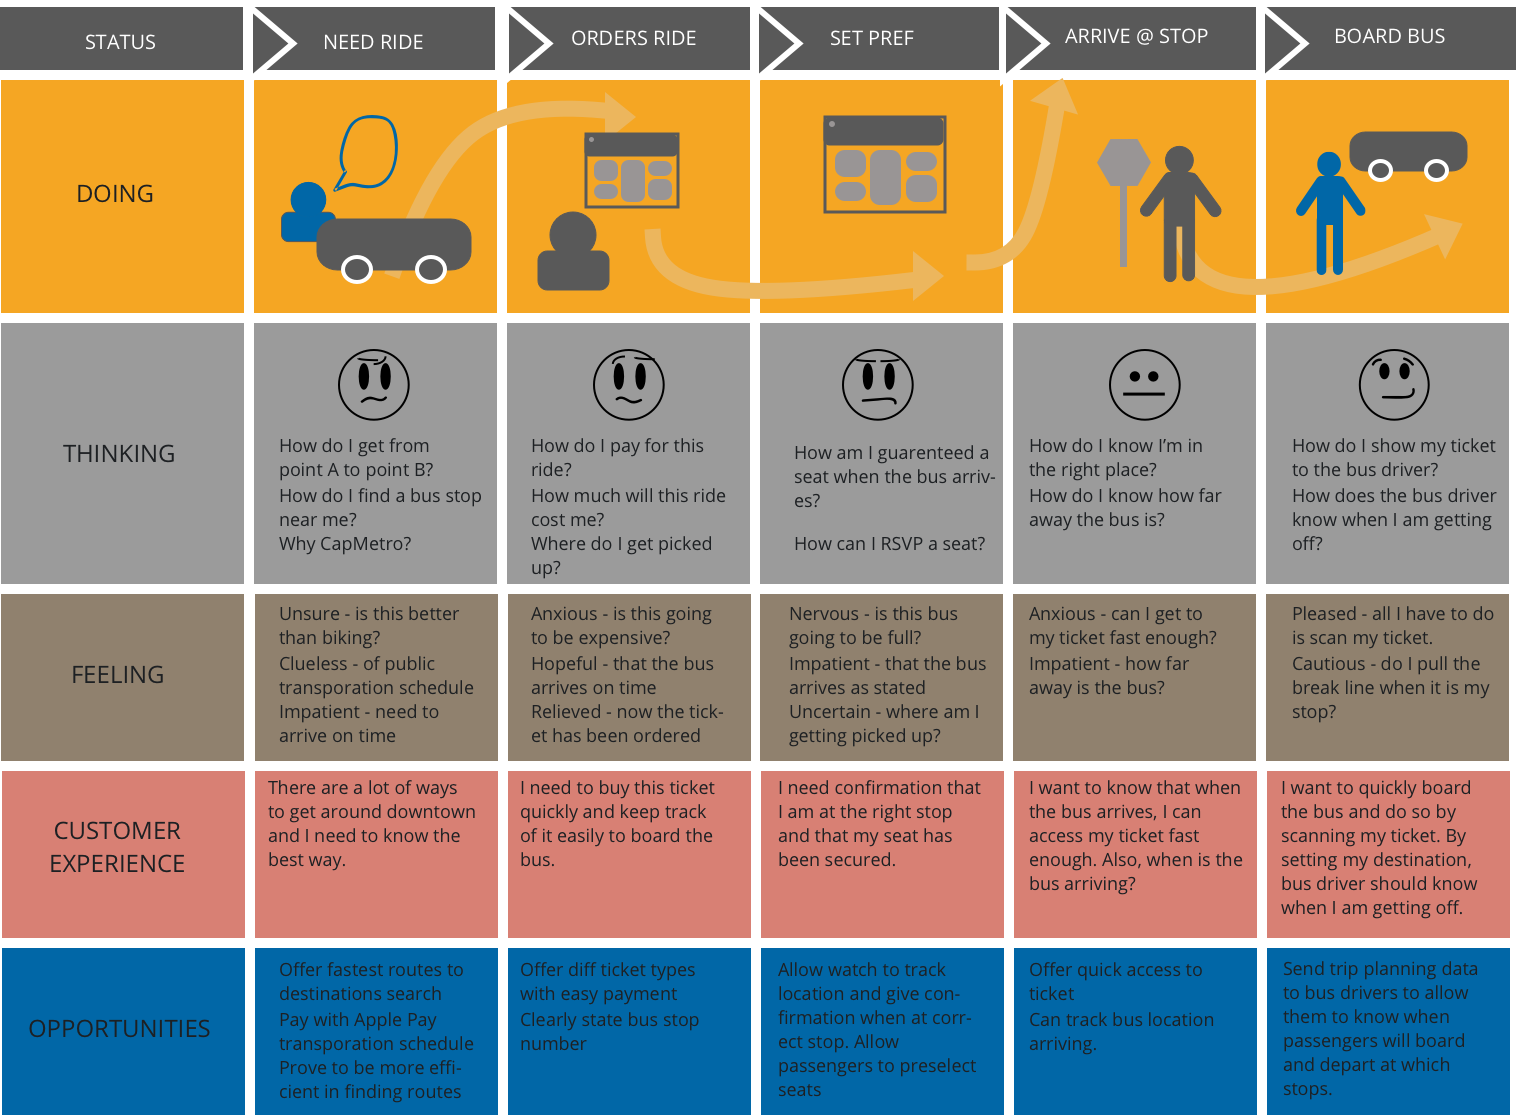 STATUS
NEED RIDE
ORDERS RIDE
SET PREF
ARRIVE @ STOP
BOARD BUS
DOING
THINKING
How do I get from
point A to point B?
How do I find a bus stop
near me?
Why CapMetro?
How do I pay for this
ride?
How much will this ride
cost me?
Where do I get picked
up?
How am I guarenteed a
seat when the bus arriv-
es?
How can I RSVP a seat?
How do I know I’m in
the right place?
How do I know how far
away the bus is?
How do I show my ticket
to the bus driver?
How does the bus driver
know when I am getting
off?
FEELING
Unsure - is this better
than biking?
Clueless - of public
transporation schedule
Impatient - need to
arrive on time
Anxious - is this going
to be expensive?
Hopeful - that the bus
arrives on time
Relieved - now the tick-
et has been ordered
Nervous - is this bus
going to be full?
Impatient - that the bus
arrives as stated
Uncertain - where am I
getting picked up?
Anxious - can I get to
my ticket fast enough?
Impatient - how far
away is the bus?
Pleased - all I have to do
is scan my ticket.
Cautious - do I pull the
break line when it is my
stop?
CUSTOMER
EXPERIENCE
There are a lot of ways
to get around downtown
and I need to know the
best way.
I need to buy this ticket
quickly and keep track
of it easily to board the
bus.
I need confirmation that
I am at the right stop
and that my seat has
been secured.
I want to know that when
the bus arrives, I can
access my ticket fast
enough. Also, when is the
bus arriving?
I want to quickly board
the bus and do so by
scanning my ticket. By
setting my destination,
bus driver should know
when I am getting off.
OPPORTUNITIES
Offer fastest routes to
destinations search
Pay with Apple Pay
transporation schedule
Prove to be more effi-
cient in finding routes
Offer diff ticket types
with easy payment
Clearly state bus stop
number
Allow watch to track
location and give con-
firmation when at corr-
ect stop. Allow
passengers to preselect
seats
Offer quick access to
ticket
Can track bus location
arriving.
Send trip planning data
to bus drivers to allow
them to know when
passengers will board
and depart at which
stops.